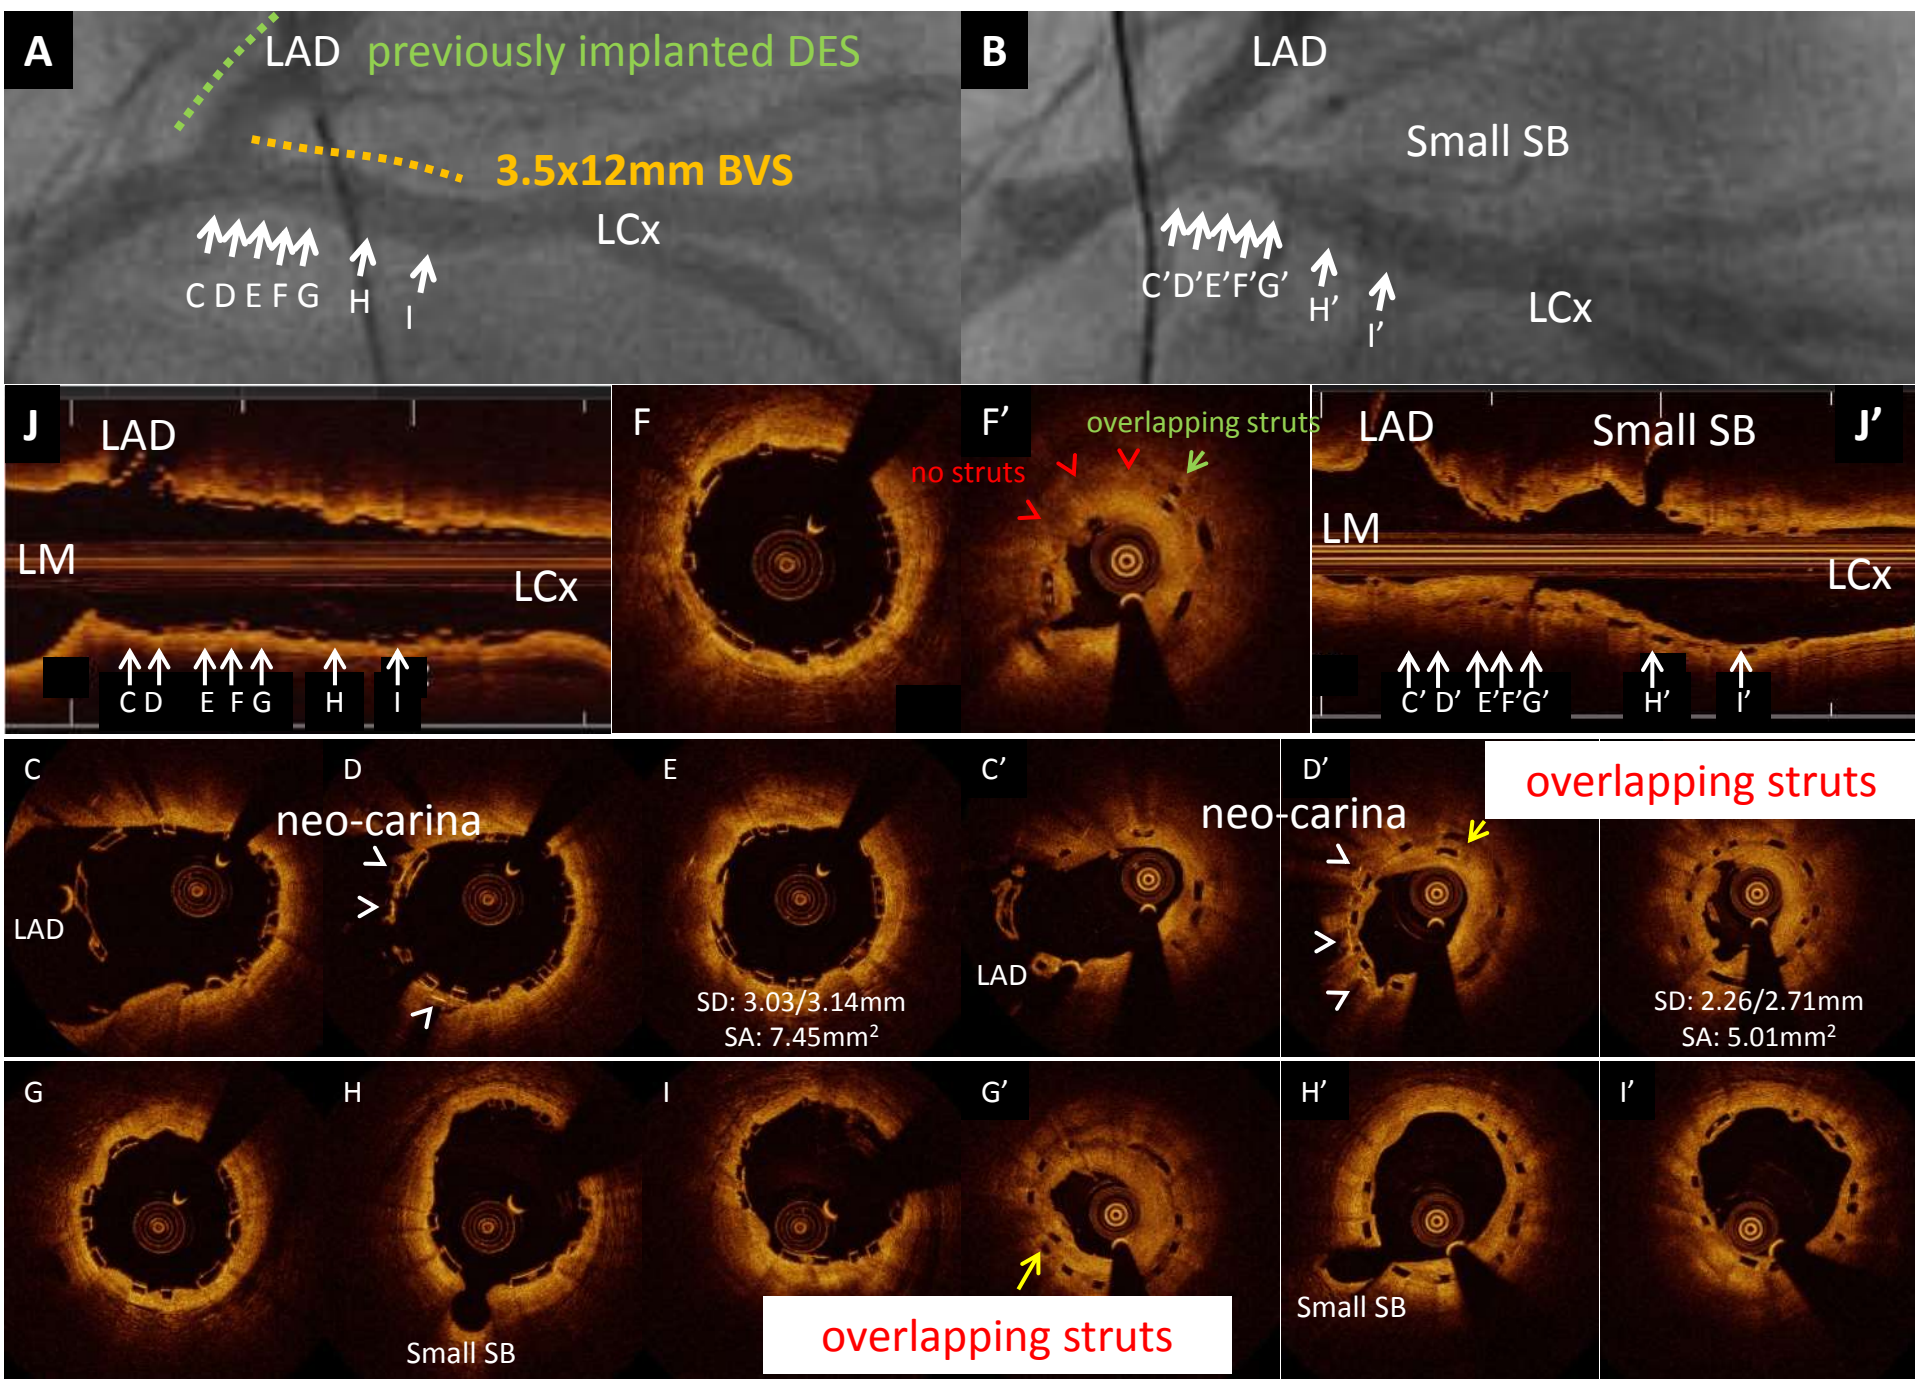 A
LAD previously implanted DES
3.5x12mm BVS
LCx
C D E F G
H
I
B
LAD
Small SB
C’ D’ E’ F’ G’
H’
I’
LCx
J
LAD
LM
LCx
C D E F G H I
F
F’
overlapping struts
no struts
LAD
Small SB
J’
LM
LCx
C’ D’ E’ F’ G’ H’ I’
C
LAD
D
neo-carina
E
SD: 3.03/3.14mm
SA: 7.45mm²
C’
LAD
D’
neo-carina
overlapping struts
SD: 2.26/2.71mm
SA: 5.01mm²
G
H
Small SB
I
G’
overlapping struts
H’
Small SB
I’